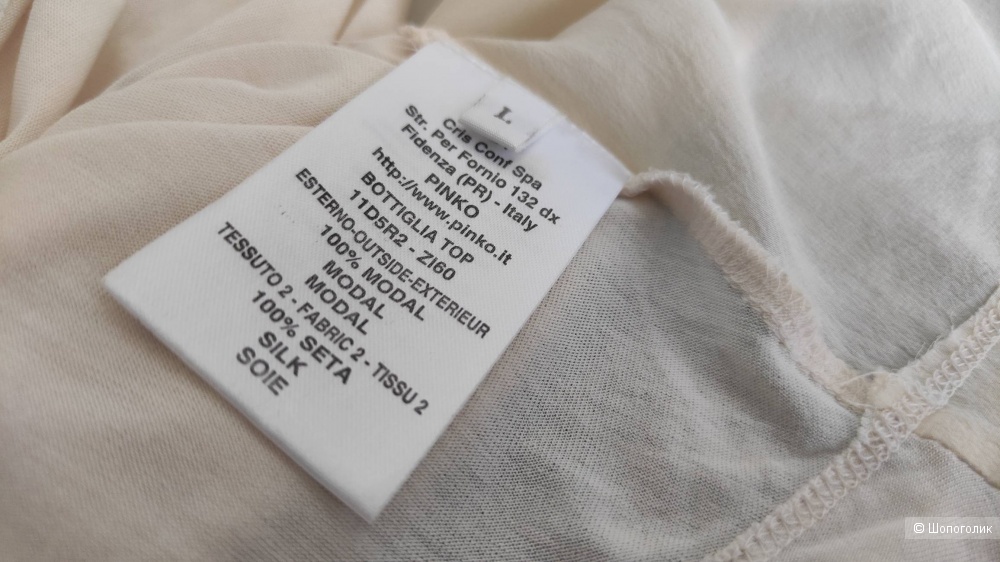 L
Cris Conf Spa
Str. Per Fornio 132 dx
Fidenza (PR) - Italy
PINKO
http://www.pinko.it
BOTTIGLIA TOP
11D5R2 - ZI60
ESTERNO-OUTSIDE-EXTERIEUR
100% MODAL
MODAL
MODAL
TESSUTO 2 - FABRIC 2 - TISSU 2
100% SETA
SILK
SOIE
© Шопоголик